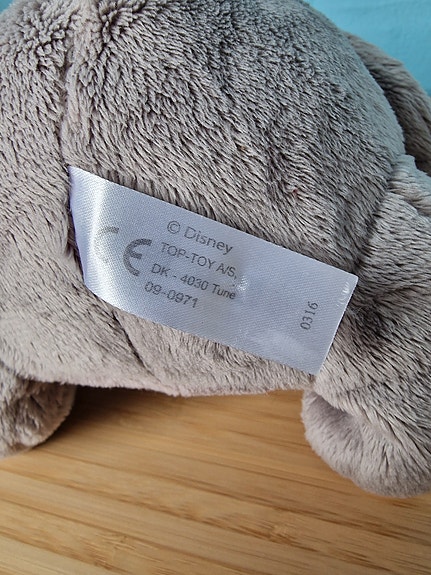 © Disney
CE
TOP-TOY A/S,
DK - 4030 Tune
09-0971
0316